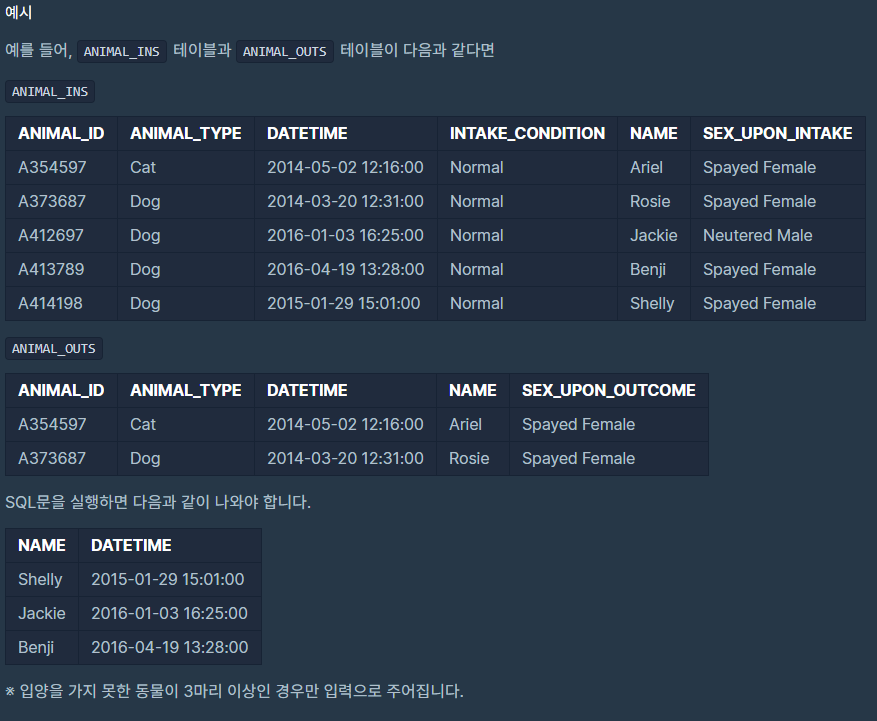 예시
예를 들어, ANIMAL_INS 테이블과 ANIMAL_OUTS 테이블이 다음과 같다면
ANIMAL_INS
ANIMAL_ID ANIMAL_TYPE DATETIME INTAKE_CONDITION NAME SEX_UPON_INTAKE
A354597 Cat 2014-05-02 12:16:00 Normal Ariel Spayed Female
A373687 Dog 2014-03-20 12:31:00 Normal Rosie Spayed Female
A412697 Dog 2016-01-03 16:25:00 Normal Jackie Neutered Male
A413789 Dog 2016-04-19 13:28:00 Normal Benji Spayed Female
A414198 Dog 2015-01-29 15:01:00 Normal Shelly Spayed Female
ANIMAL_OUTS
ANIMAL_ID ANIMAL_TYPE DATETIME NAME SEX_UPON_OUTCOME
A354597 Cat 2014-05-02 12:16:00 Ariel Spayed Female
A373687 Dog 2014-03-20 12:31:00 Rosie Spayed Female
SQL문을 실행하면 다음과 같이 나와야 합니다.
NAME DATETIME
Shelly 2015-01-29 15:01:00
Jackie 2016-01-03 16:25:00
Benji 2016-04-19 13:28:00
※ 입양을 가지 못한 동물이 3마리 이상인 경우만 입력으로 주어집니다.